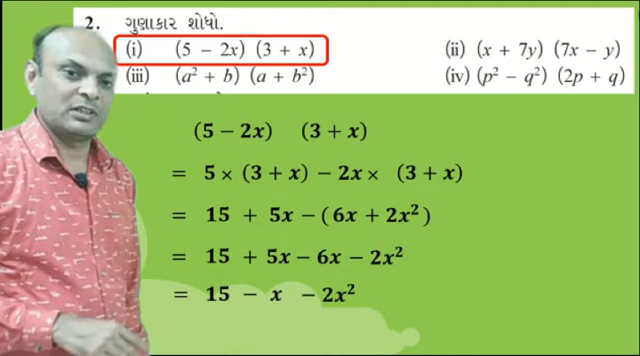 2. ગુણાકાર શોધો.
(i) (5 − 2x) (3 + x) (ii) (x + 7y) (7x − y)
(iii) (a² + b) (a + b²) (iv) (p² − q²) (2p + q)
(5 − 2x) (3 + x)
= 5 × (3 + x) − 2x × (3 + x)
= 15 + 5x − (6x + 2x²)
= 15 + 5x − 6x − 2x²
= 15 − x − 2x²